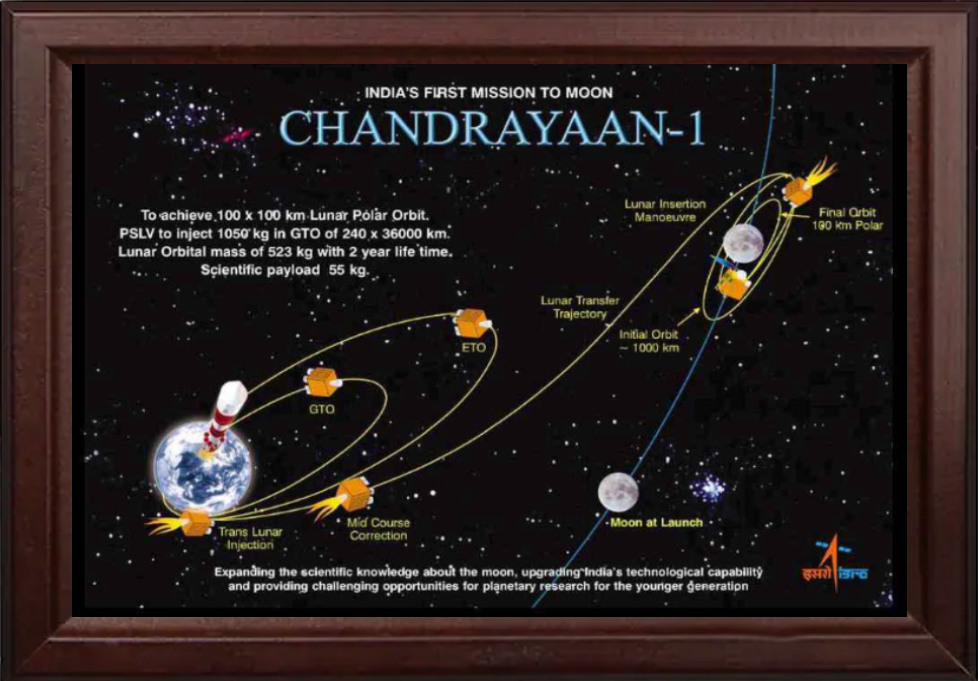 INDIA'S FIRST MISSION TO MOON
CHANDRAYAAN-1
To achieve 100 x 100 km Lunar Polar Orbit.
PSLV to inject 1050 kg in GTO of 240 x 36000 km.
Lunar Orbital mass of 523 kg with 2 year life time.
Scientific payload 55 kg.
Lunar Insertion
Manoeuvre
Final Orbit
100 km Polar
Lunar Transfer
Trajectory
Initial Orbit
~ 1000 km
ETO
GTO
Trans Lunar
Injection
Mid Course
Correction
Moon at Launch
Expanding the scientific knowledge about the moon, upgrading India's technological capability
and providing challenging opportunities for planetary research for the younger generation
इसरो isro